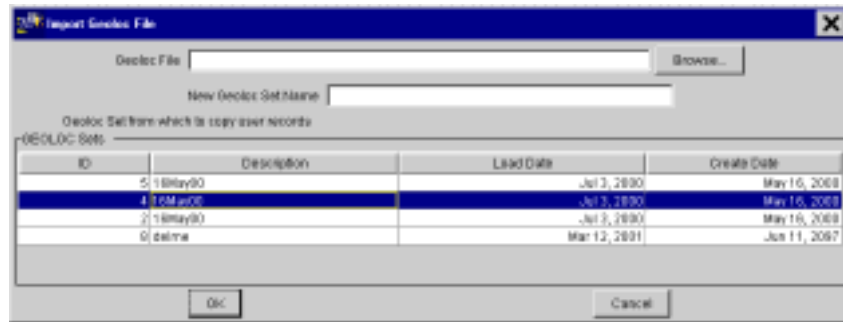 Import Geoloc File
Geoloc File Browse...
New Geoloc Set Name
Geoloc Set from which to copy user records
GEOLOC Sets
ID Description Load Date Create Date
5 16May00 Jul 3, 2000 May 16, 2000
4 16May00 Jul 3, 2000 May 16, 2000
2 16May00 Jul 3, 2000 May 16, 2000
delme Mar 12, 2001 Jun 11, 2097
OK Cancel